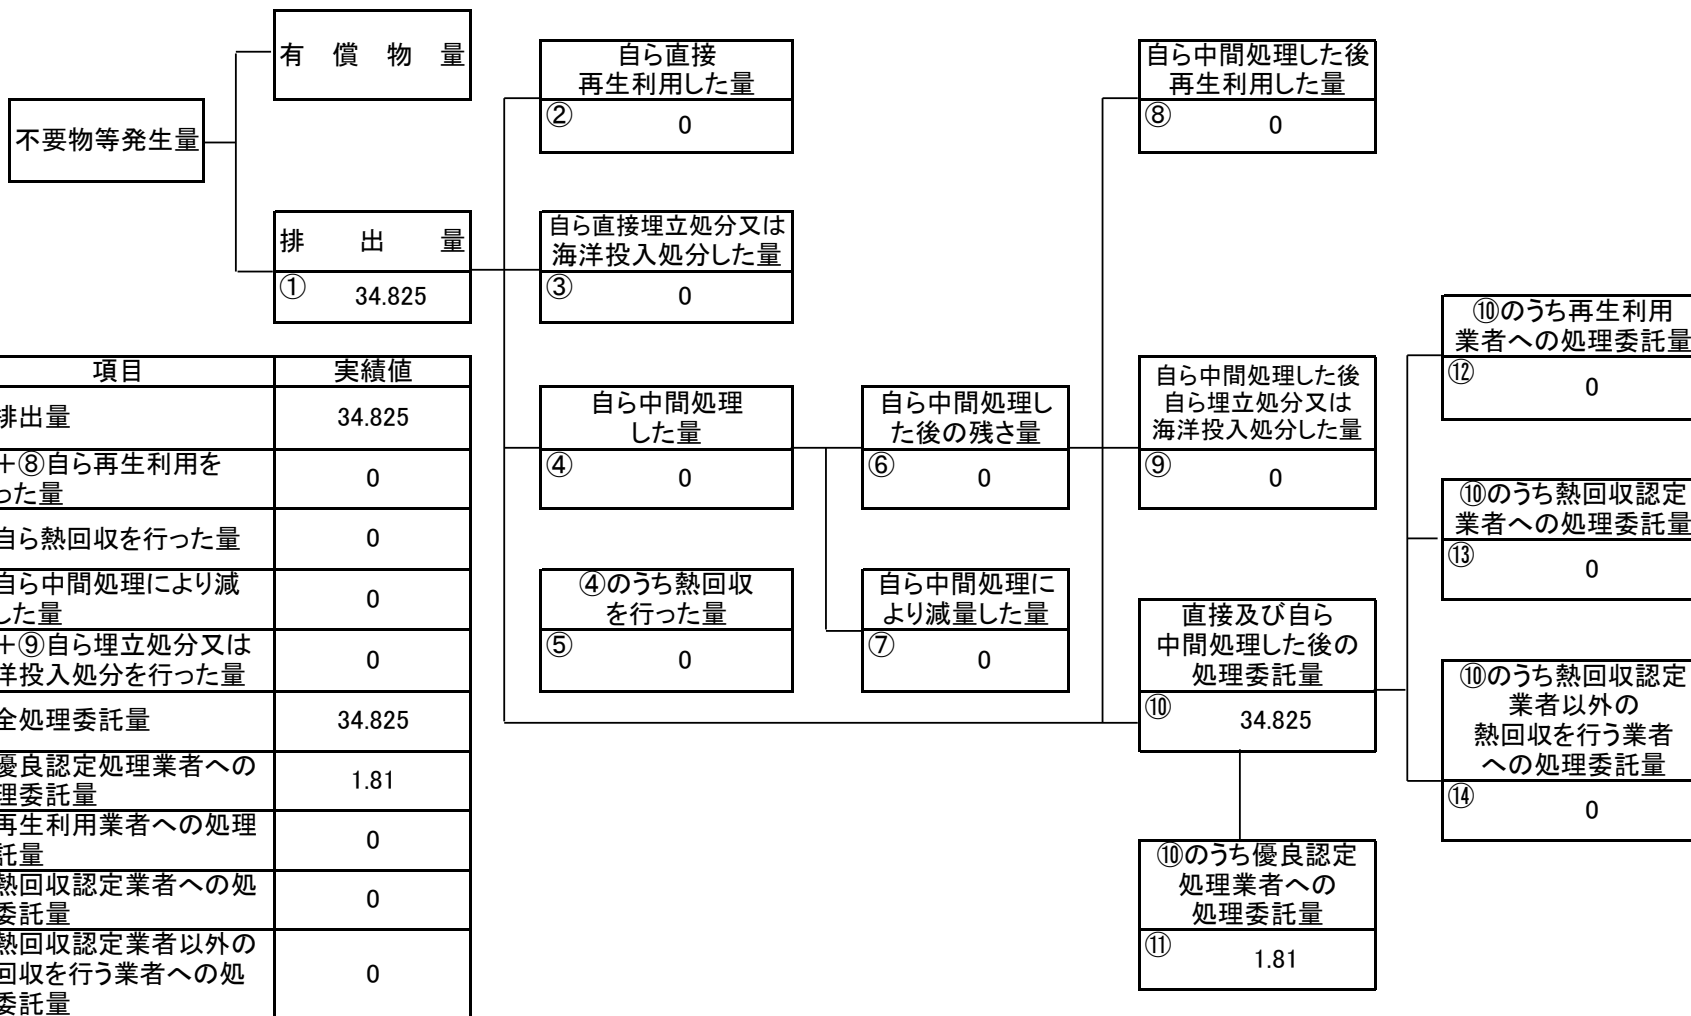 有償物量
不要物等発生量
排出量
① 34.825
自ら直接
再生利用した量
② 0
自ら直接埋立処分又は
海洋投入処分した量
③ 0
自ら中間処理
した量
④ 0
④のうち熱回収
を行った量
⑤ 0
自ら中間処理し
た後の残さ量
⑥ 0
自ら中間処理に
より減量した量
⑦ 0
自ら中間処理した後
再生利用した量
⑧ 0
自ら中間処理した後
自ら埋立処分又は
海洋投入処分した量
⑨ 0
直接及び自ら
中間処理した後の
処理委託量
⑩ 34.825
⑩のうち優良認定
処理業者への
処理委託量
⑪ 1.81
⑩のうち再生利用
業者への処理委託量
⑫ 0
⑩のうち熱回収認定
業者への処理委託量
⑬ 0
⑩のうち熱回収認定
業者以外の
熱回収を行う業者
への処理委託量
⑭ 0
項目 実績値
排出量 34.825
+⑧自ら再生利用を
った量 0
自ら熱回収を行った量 0
自ら中間処理により減
した量 0
+⑨自ら埋立処分又は
洋投入処分を行った量 0
全処理委託量 34.825
優良認定処理業者への
理委託量 1.81
再生利用業者への処理
託量 0
熱回収認定業者への処
委託量 0
熱回収認定業者以外の
回収を行う業者への処
委託量 0